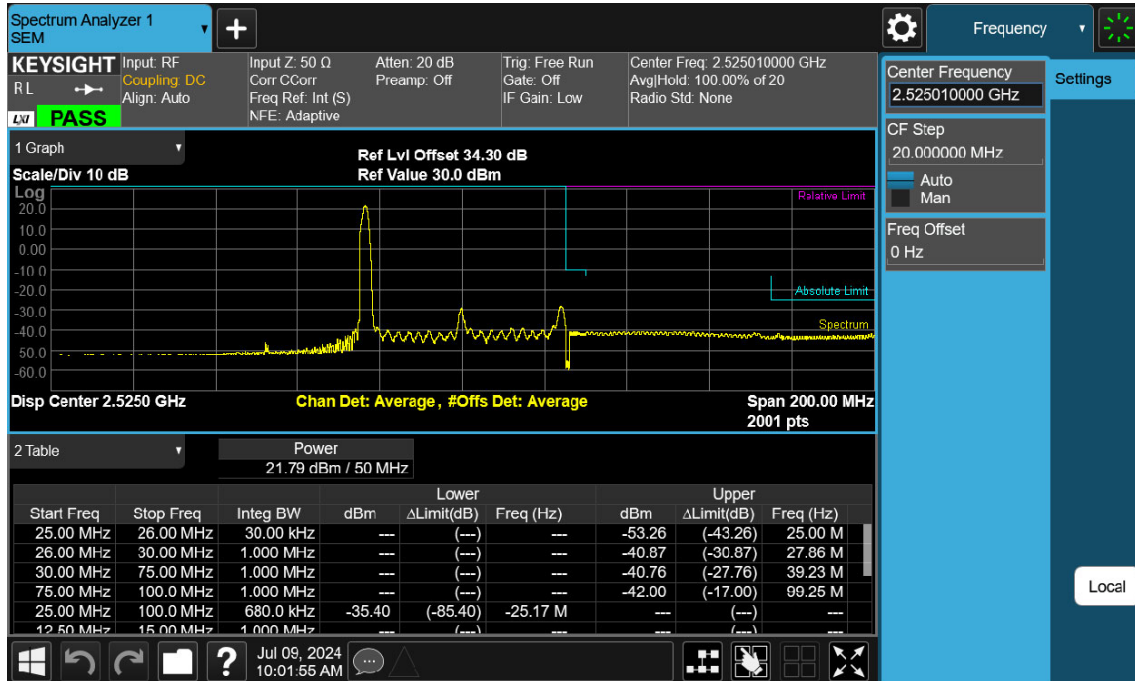 Spectrum Analyzer 1
SEM
Frequency
KEYSIGHT
R L
LXI
PASS
Input: RF
Coupling: DC
Align: Auto
Input Z: 50 Ω
Corr CCorr
Freq Ref: Int (S)
NFE: Adaptive
Atten: 20 dB
Preamp: Off
Trig: Free Run
Gate: Off
IF Gain: Low
Center Freq: 2.525010000 GHz
Avg|Hold: 100.00% of 20
Radio Std: None
Center Frequency
2.525010000 GHz
Settings
CF Step
20.000000 MHz
Auto
Man
Freq Offset
0 Hz
1 Graph
Scale/Div 10 dB
Ref Lvl Offset 34.30 dB
Ref Value 30.0 dBm
Log
20.0
10.0
0.00
-10.0
-20.0
-30.0
-40.0
50.0
-60.0
Relative Limit
Absolute Limit
Spectrum
Disp Center 2.5250 GHz
Chan Det: Average , #Offs Det: Average
Span 200.00 MHz
2001 pts
2 Table
Power
21.79 dBm / 50 MHz
Lower Upper
Start Freq Stop Freq Integ BW dBm ΔLimit(dB) Freq (Hz) dBm ΔLimit(dB) Freq (Hz)
25.00 MHz 26.00 MHz 30.00 kHz --- (---) --- -53.26 (-43.26) 25.00 M
26.00 MHz 30.00 MHz 1.000 MHz --- (---) --- -40.87 (-30.87) 27.86 M
30.00 MHz 75.00 MHz 1.000 MHz --- (---) --- -40.76 (-27.76) 39.23 M
75.00 MHz 100.0 MHz 1.000 MHz --- (---) --- -42.00 (-17.00) 99.25 M
25.00 MHz 100.0 MHz 680.0 kHz -35.40 (-85.40) -25.17 M --- (---) ---
12.50 MHz 15.00 MHz 1.000 MHz --- (---) --- --- (---) ---
Local
?
Jul 09, 2024
10:01:55 AM